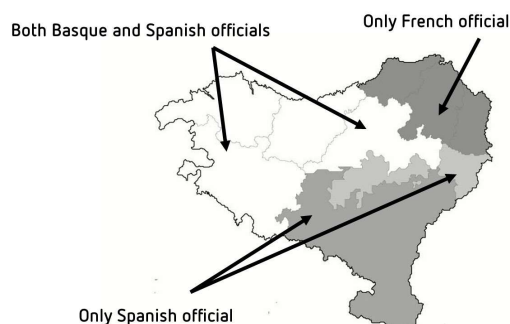 Only French official
Both Basque and Spanish officials
Only Spanish official